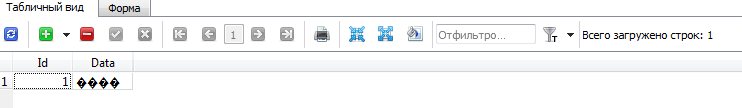 Табличный вид Форма
1 Отфильтро... T Всего загружено строк: 1
Id Data
1 1 ����